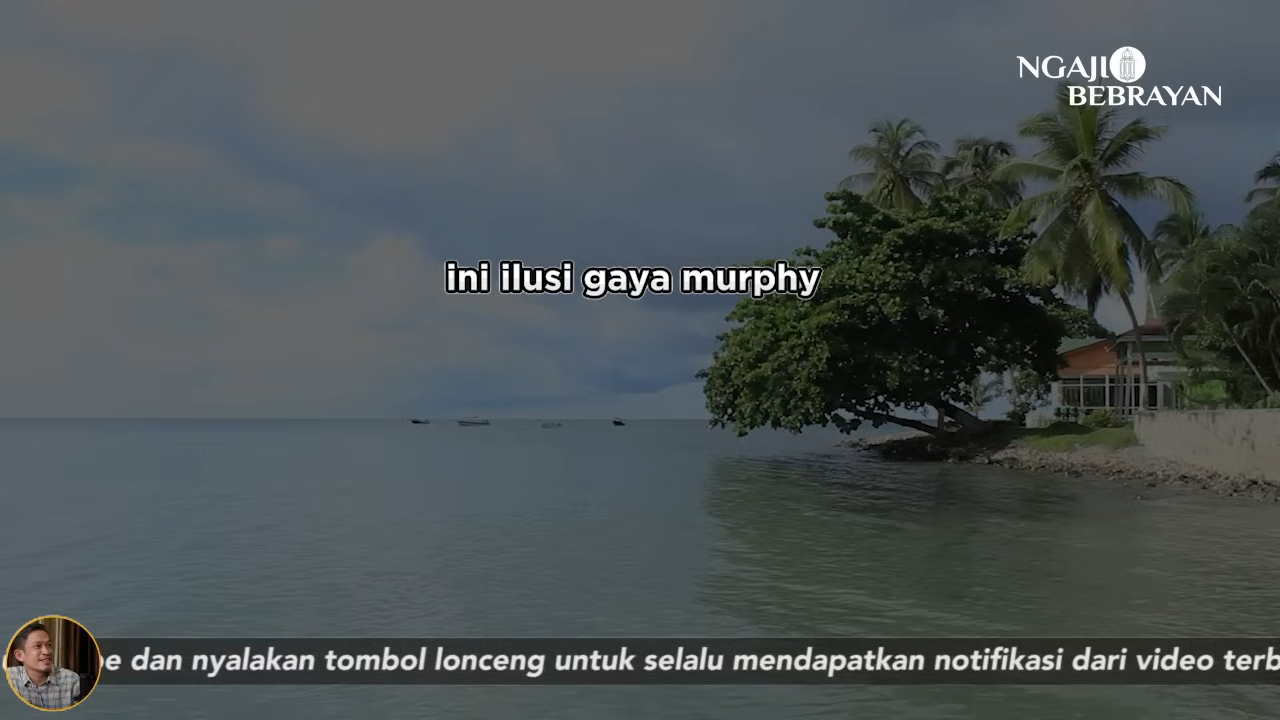 NGAJI
BEBRAYAN
ini ilusi gaya murphy
dan nyalakan tombol lonceng untuk selalu mendapatkan notifikasi dari video